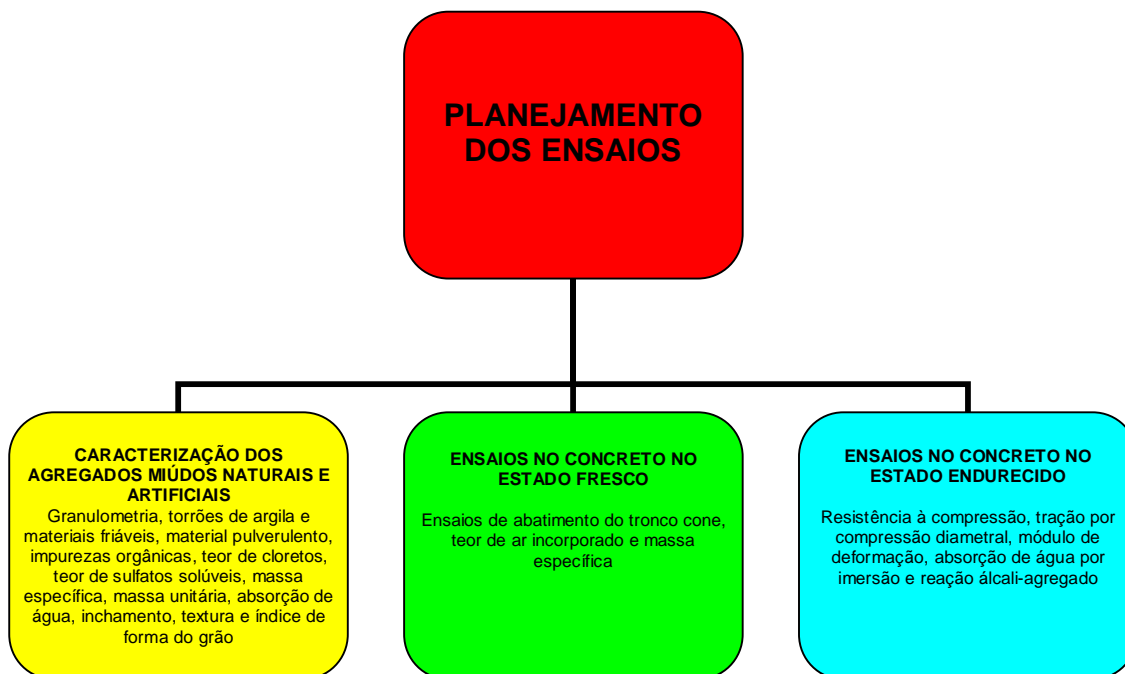 PLANEJAMENTO
DOS ENSAIOS
CARACTERIZAÇÃO DOS
AGREGADOS MIÚDOS NATURAIS E
ARTIFICIAIS
Granulometria, torrões de argila e
materiais friáveis, material pulverulento,
impurezas orgânicas, teor de cloretos,
teor de sulfatos solúveis, massa
específica, massa unitária, absorção de
água, inchamento, textura e índice de
forma do grão
ENSAIOS NO CONCRETO NO
ESTADO FRESCO
Ensaios de abatimento do tronco cone,
teor de ar incorporado e massa
específica
ENSAIOS NO CONCRETO NO
ESTADO ENDURECIDO
Resistência à compressão, tração por
compressão diametral, módulo de
deformação, absorção de água por
imersão e reação álcali-agregado